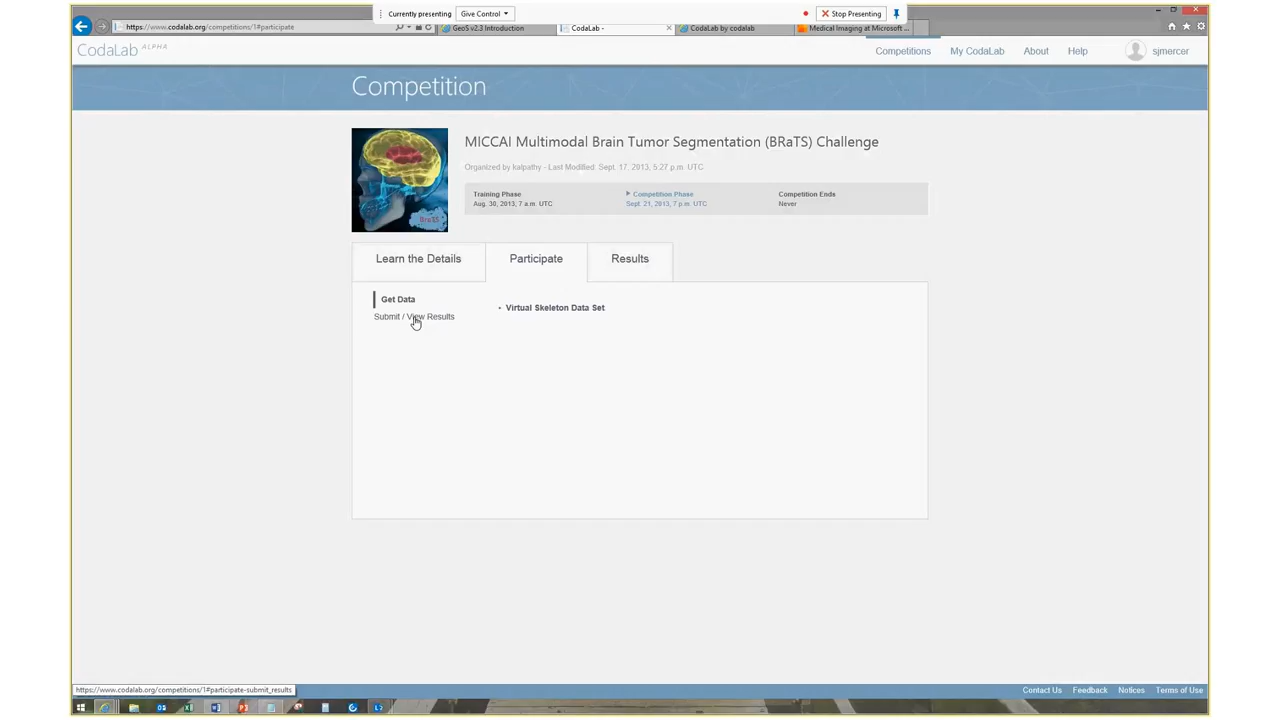 Currently presenting
Give Control
Stop Presenting
https://www.codalab.org/competitions/1#participate
GeoS v2.3 Introduction
CodaLab -
CodaLab by codalab
Medical Imaging at Microsoft ...
CodaLab ALPHA
Competitions
My CodaLab
About
Help
sjmercer
Competition
MICCAI Multimodal Brain Tumor Segmentation (BRaTS) Challenge
Organized by kalpathy - Last Modified: Sept. 17, 2013, 5:27 p.m. UTC
Training Phase
Aug. 30, 2013, 7 a.m. UTC
Competition Phase
Sept. 21, 2013, 7 p.m. UTC
Competition Ends
Never
BraTS
Learn the Details
Participate
Results
Get Data
Submit / View Results
Virtual Skeleton Data Set
https://www.codalab.org/competitions/1#participate-submit_results
Contact Us
Feedback
Notices
Terms of Use